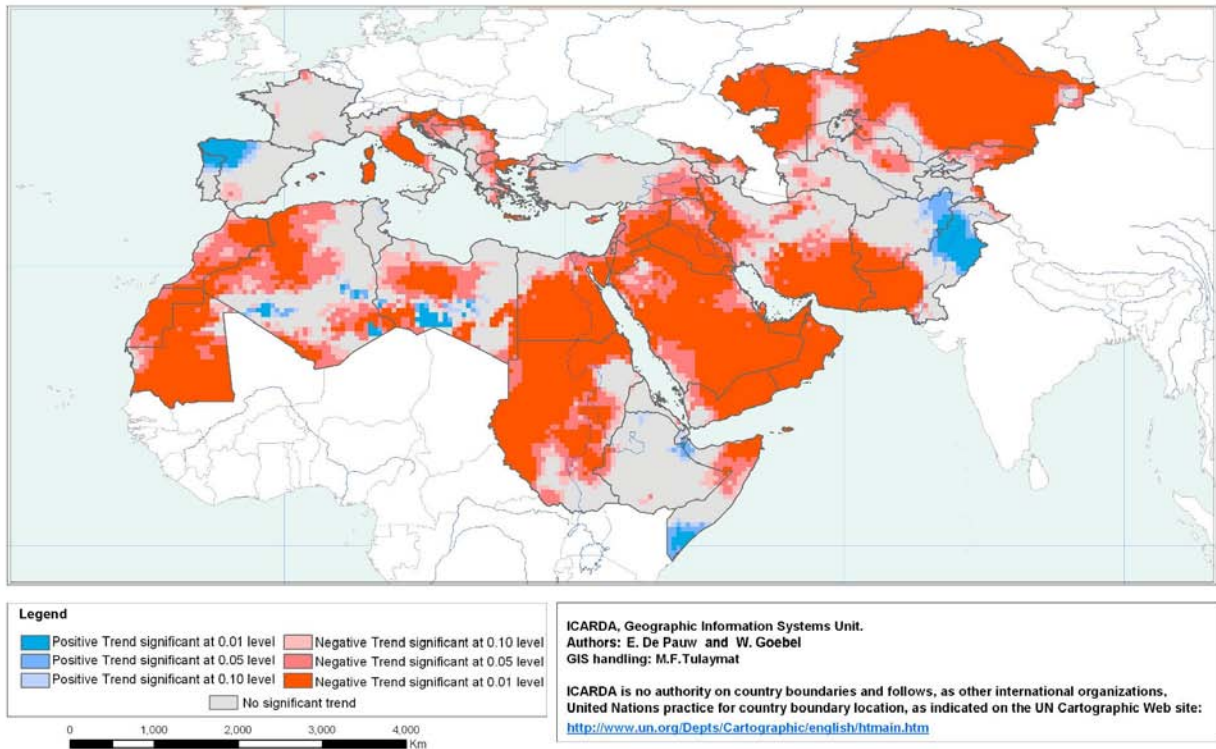 Legend
Positive Trend significant at 0.01 level
Positive Trend significant at 0.05 level
Positive Trend significant at 0.10 level
Negative Trend significant at 0.10 level
Negative Trend significant at 0.05 level
Negative Trend significant at 0.01 level
No significant trend
0 1,000 2,000 3,000 4,000
Km
ICARDA, Geographic Information Systems Unit.
Authors: E. De Pauw and W. Goebel
GIS handling: M.F.Tulaymat
ICARDA is no authority on country boundaries and follows, as other international organizations,
United Nations practice for country boundary location, as indicated on the UN Cartographic Web site:
http://www.un.org/Depts/Cartographic/english/htmain.htm